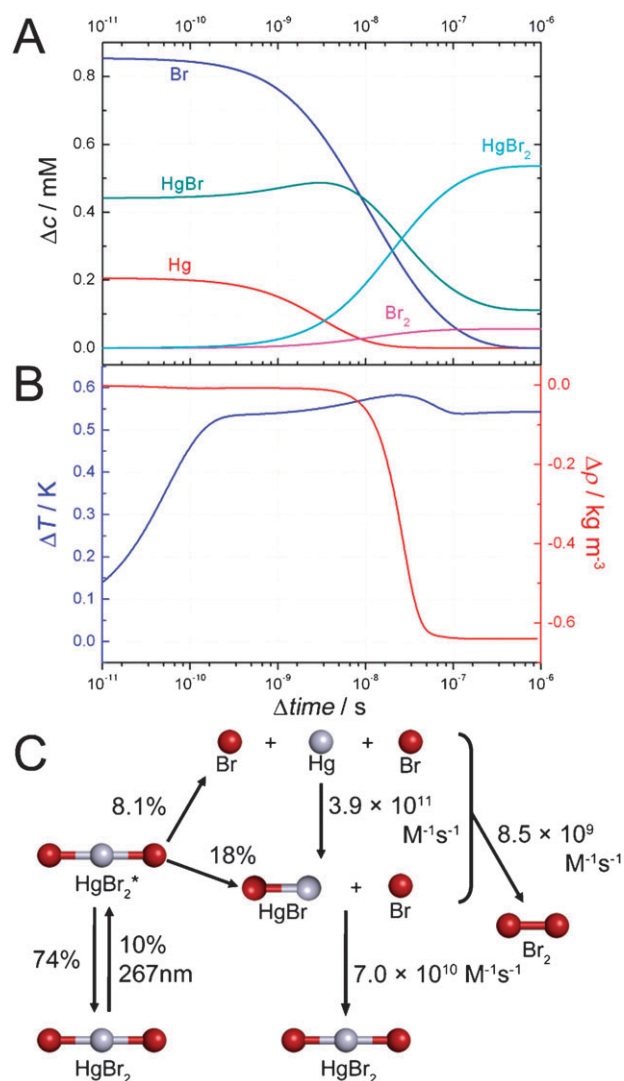 A
10⁻¹¹ 10⁻¹⁰ 10⁻⁹ 10⁻⁸ 10⁻⁷ 10⁻⁶
0.8
0.6
0.4
0.2
0.0
Δc / mM
Br
HgBr
Hg
HgBr₂
Br₂
B
0.6
0.5
0.4
0.3
0.2
0.1
0.0
ΔT / K
0.0
-0.2
-0.4
-0.6
Δρ / kg m⁻³
10⁻¹¹ 10⁻¹⁰ 10⁻⁹ 10⁻⁸ 10⁻⁷ 10⁻⁶
Δtime / s
C
Br + Hg + Br
8.1%
3.9 × 10¹¹
M⁻¹s⁻¹
8.5 × 10⁹
M⁻¹s⁻¹
HgBr₂*
18%
HgBr + Br
Br₂
74%
10%
267nm
7.0 × 10¹⁰ M⁻¹s⁻¹
HgBr₂
HgBr₂